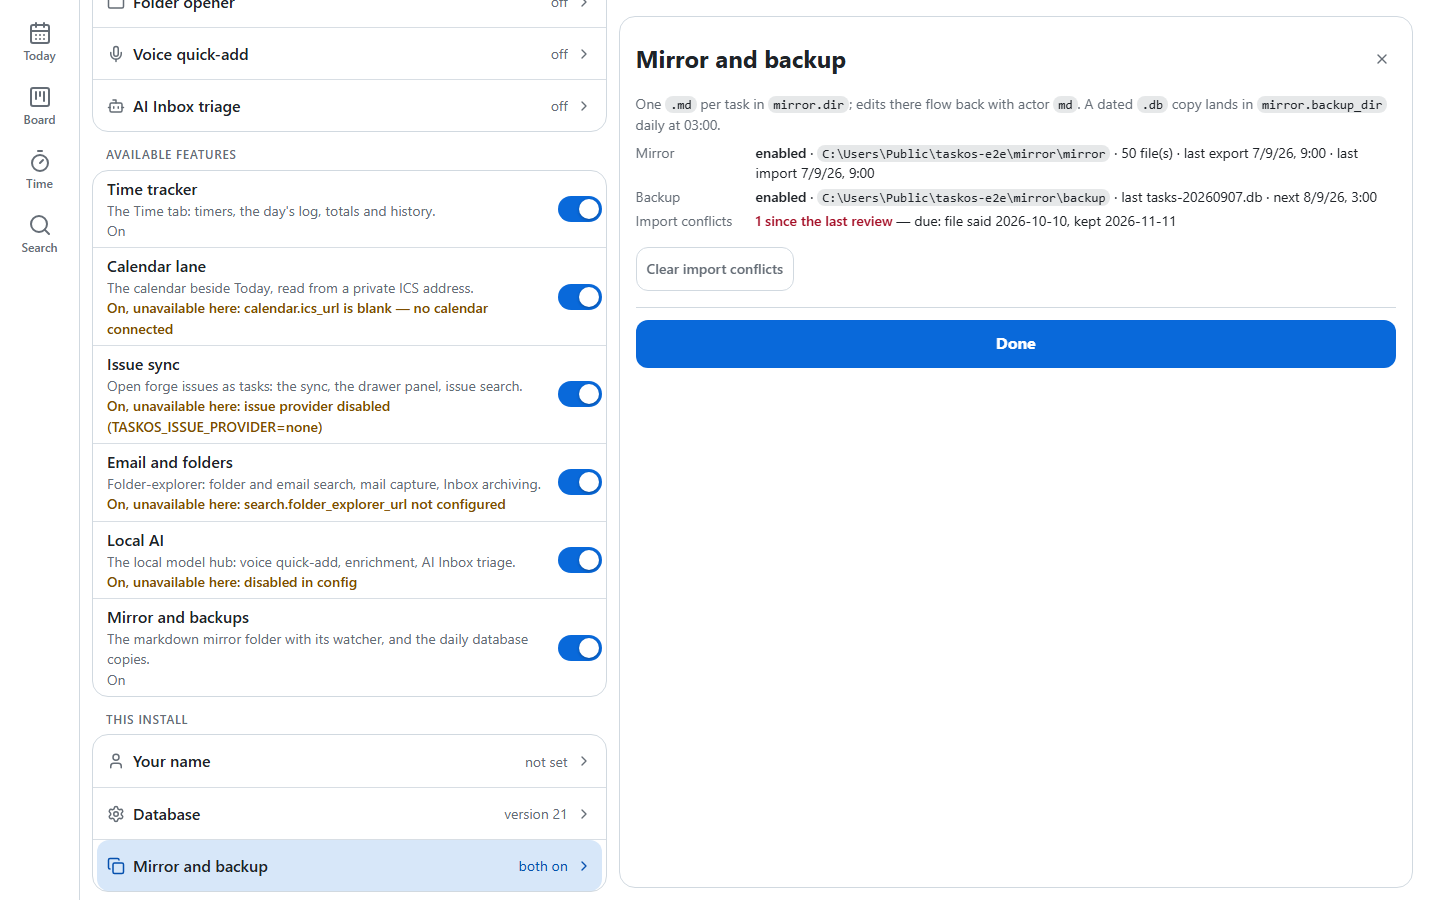 Today
Board
Time
Search
Folder opener off
Voice quick-add off
AI Inbox triage off
AVAILABLE FEATURES
Time tracker
The Time tab: timers, the day's log, totals and history.
On
Calendar lane
The calendar beside Today, read from a private ICS address.
On, unavailable here: calendar.ics_url is blank — no calendar
connected
Issue sync
Open forge issues as tasks: the sync, the drawer panel, issue search.
On, unavailable here: issue provider disabled
(TASKOS_ISSUE_PROVIDER=none)
Email and folders
Folder-explorer: folder and email search, mail capture, Inbox archiving.
On, unavailable here: search.folder_explorer_url not configured
Local AI
The local model hub: voice quick-add, enrichment, AI Inbox triage.
On, unavailable here: disabled in config
Mirror and backups
The markdown mirror folder with its watcher, and the daily database
copies.
On
THIS INSTALL
Your name not set
Database version 21
Mirror and backup both on
Mirror and backup
One .md per task in mirror.dir; edits there flow back with actor md. A dated .db copy lands in mirror.backup_dir
daily at 03:00.
Mirror enabled · C:\Users\Public\taskos-e2e\mirror\mirror · 50 file(s) · last export 7/9/26, 9:00 · last
import 7/9/26, 9:00
Backup enabled · C:\Users\Public\taskos-e2e\mirror\backup · last tasks-20260907.db · next 8/9/26, 3:00
Import conflicts 1 since the last review — due: file said 2026-10-10, kept 2026-11-11
Clear import conflicts
Done